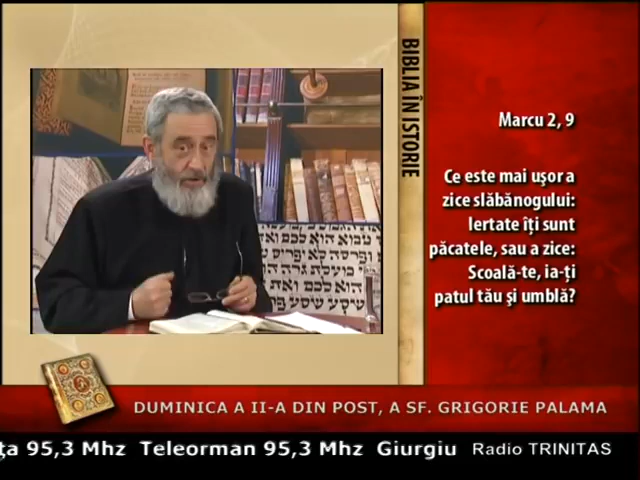 BIBLIA ÎN ISTORIE
Marcu 2, 9
Ce este mai uşor a
zice slăbănogului:
Iertate îţi sunt
păcatele, sau a zice:
Scoală-te, ia-ţi
patul tău şi umblă?
DUMINICA A II-A DIN POST, A SF. GRIGORIE PALAMA
ţa 95,3 Mhz Teleorman 95,3 Mhz Giurgiu Radio TRINITAS